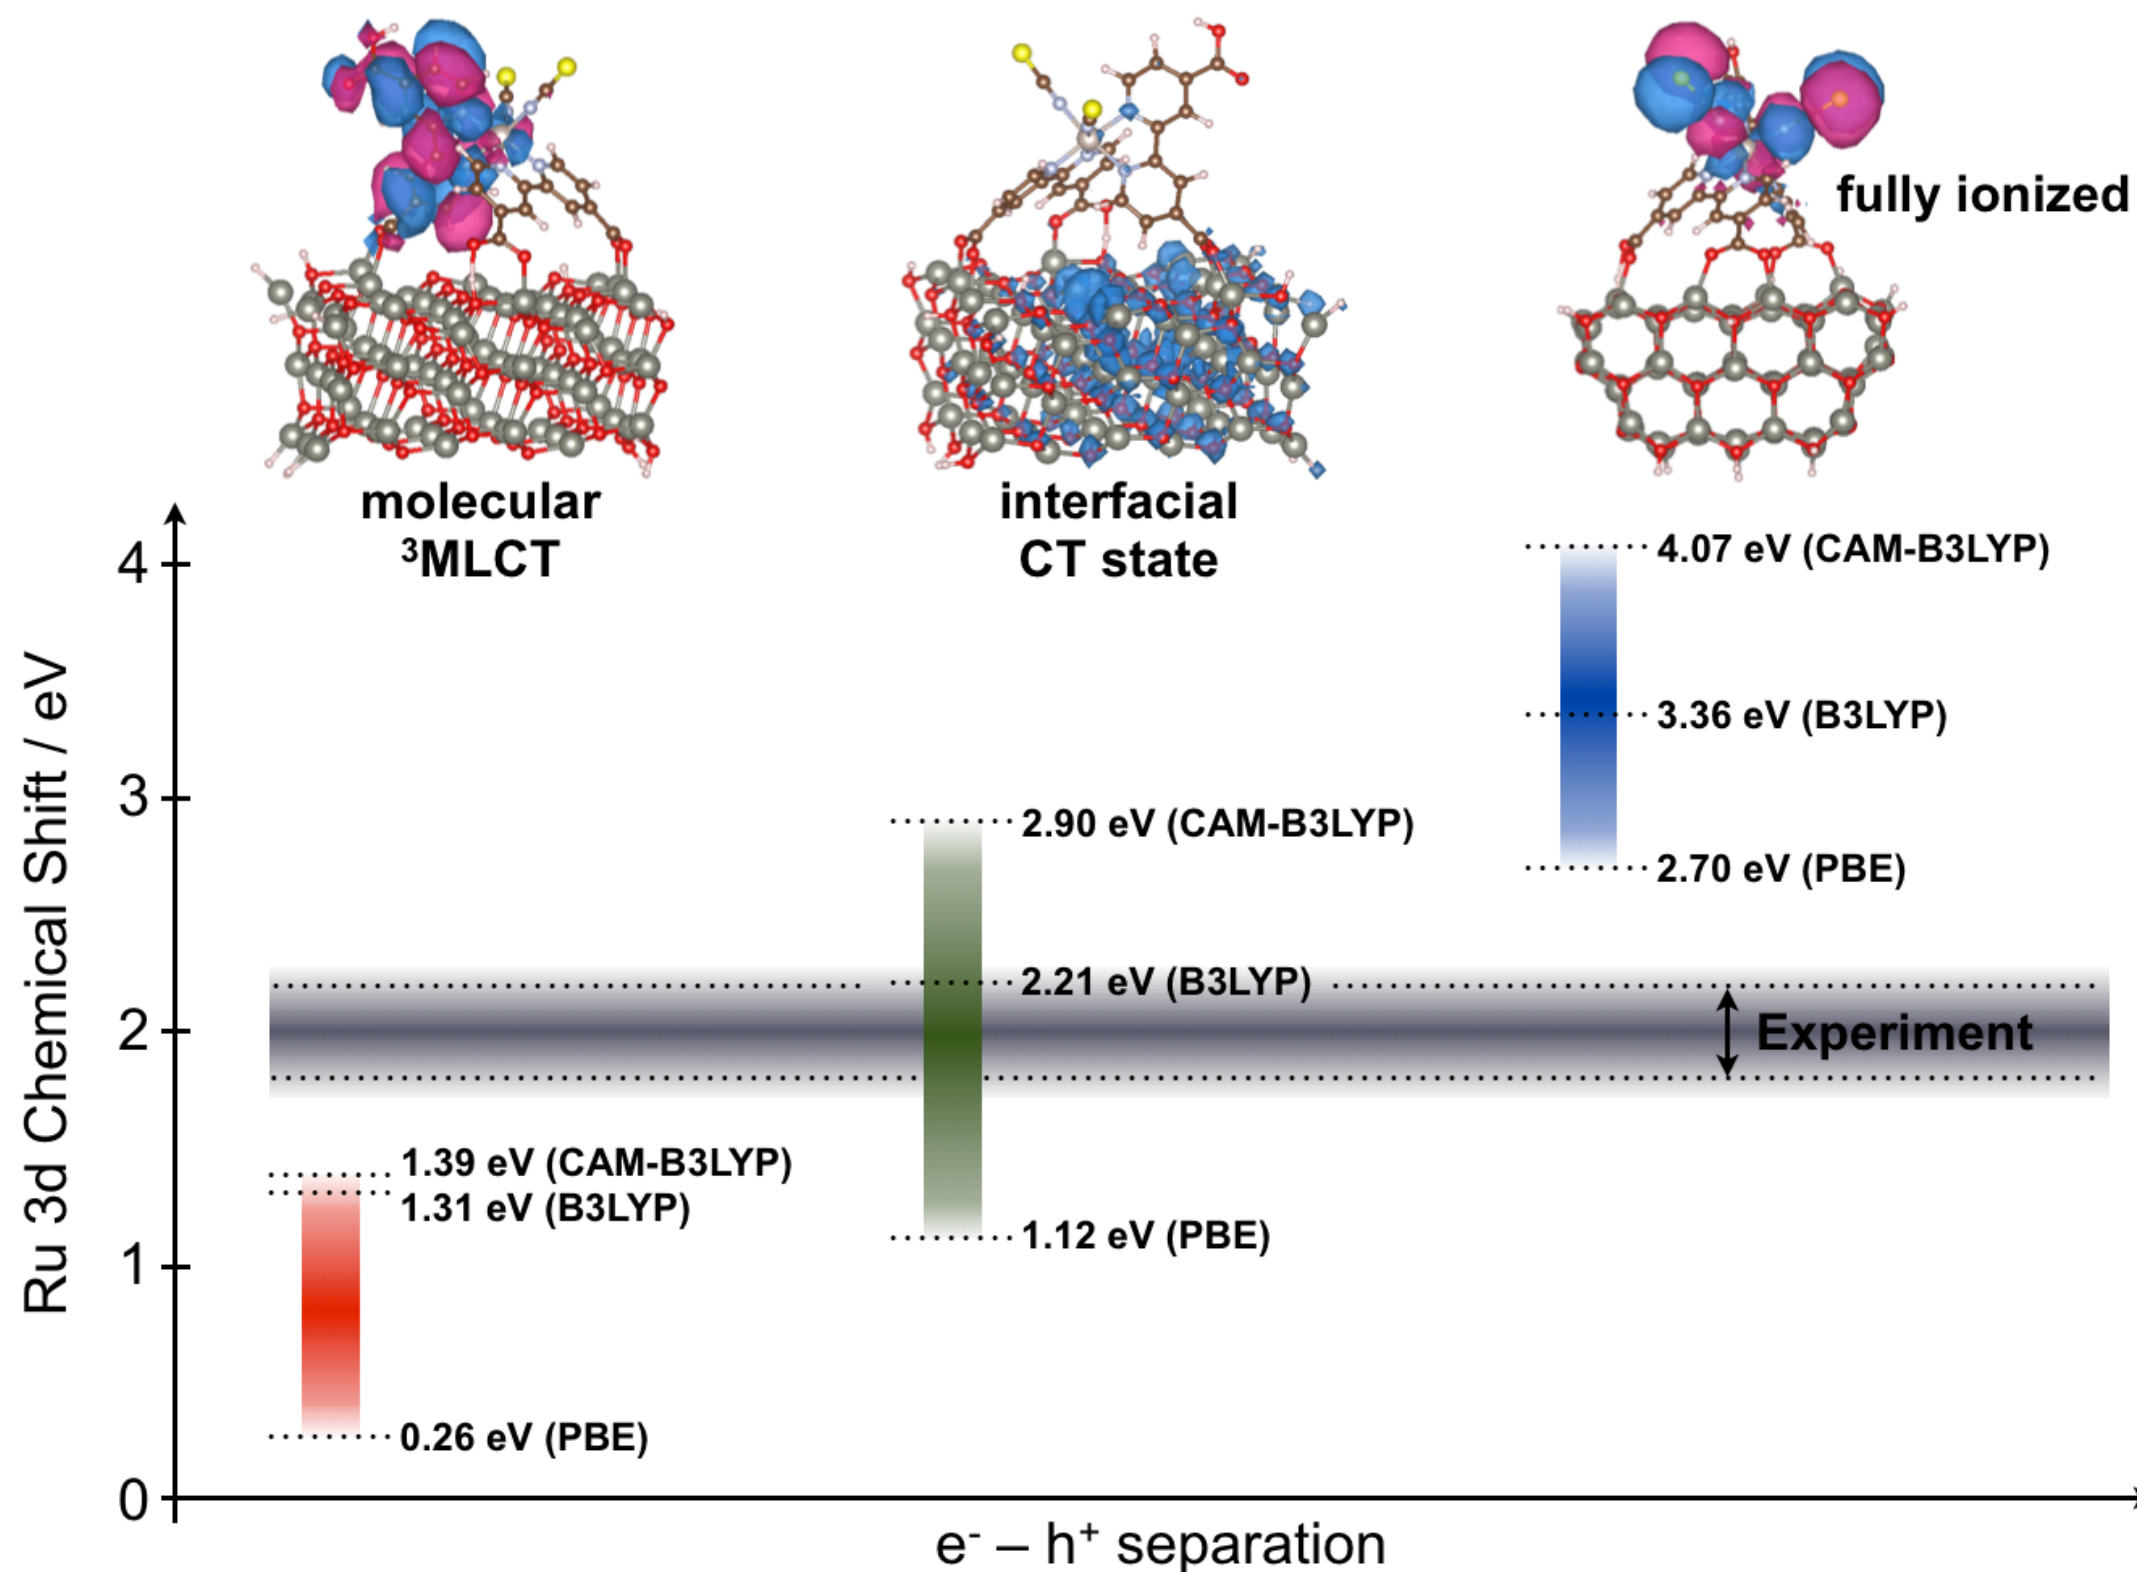 fully ionized
molecular
³MLCT
interfacial
CT state
Ru 3d Chemical Shift / eV
4
3
2
1
0
4.07 eV (CAM-B3LYP)
3.36 eV (B3LYP)
2.70 eV (PBE)
2.90 eV (CAM-B3LYP)
2.21 eV (B3LYP)
1.12 eV (PBE)
Experiment
1.39 eV (CAM-B3LYP)
1.31 eV (B3LYP)
0.26 eV (PBE)
e⁻ – h⁺ separation